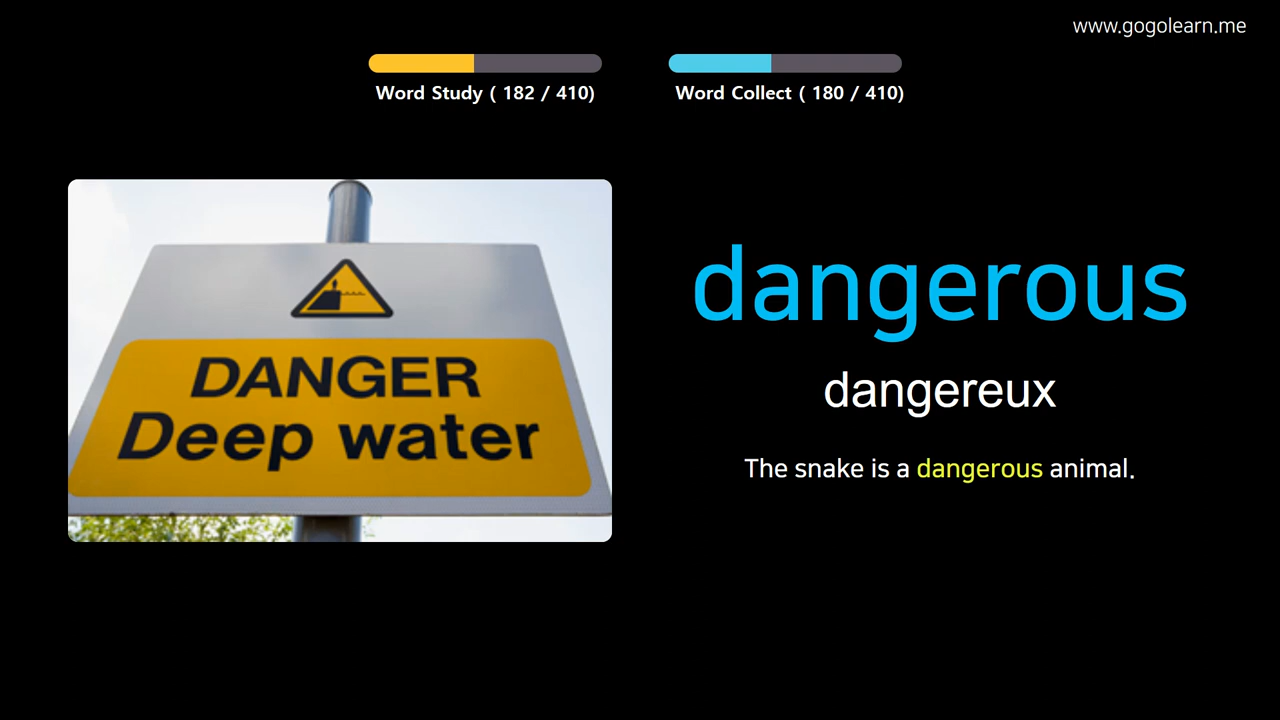 www.gogolearn.me
Word Study ( 182 / 410)
Word Collect ( 180 / 410)
DANGER
Deep water
dangerous
dangereux
The snake is a dangerous animal.